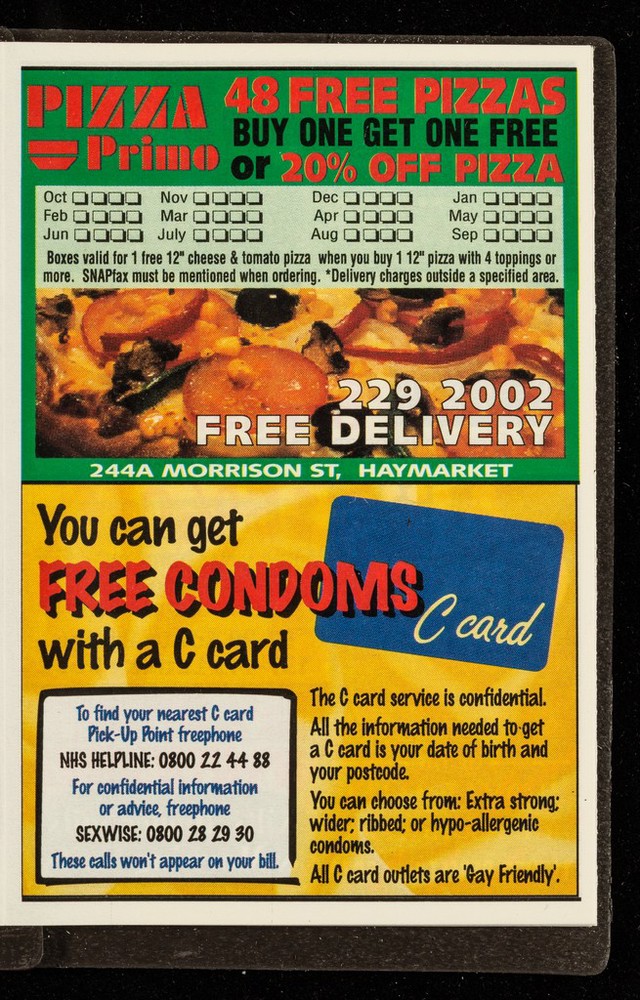 PIZZA
Primo
48 FREE PIZZAS
BUY ONE GET ONE FREE
or 20% OFF PIZZA
Oct Nov Dec Jan
Feb Mar Apr May
Jun July Aug Sep
Boxes valid for 1 free 12" cheese & tomato pizza when you buy 1 12" pizza with 4 toppings or
more. SNAPfax must be mentioned when ordering. *Delivery charges outside a specified area.
229 2002
FREE DELIVERY
244A MORRISON ST, HAYMARKET
You can get
FREE CONDOMS
with a C card
C card
To find your nearest C card
Pick-Up Point freephone
NHS HELPLINE: 0800 22 44 88
For confidential information
or advice, freephone
SEXWISE: 0800 28 29 30
These calls won't appear on your bill.
The C card service is confidential.
All the information needed to get
a C card is your date of birth and
your postcode.
You can choose from: Extra strong;
wider; ribbed; or hypo-allergenic
condoms.
All C card outlets are 'Gay Friendly'.